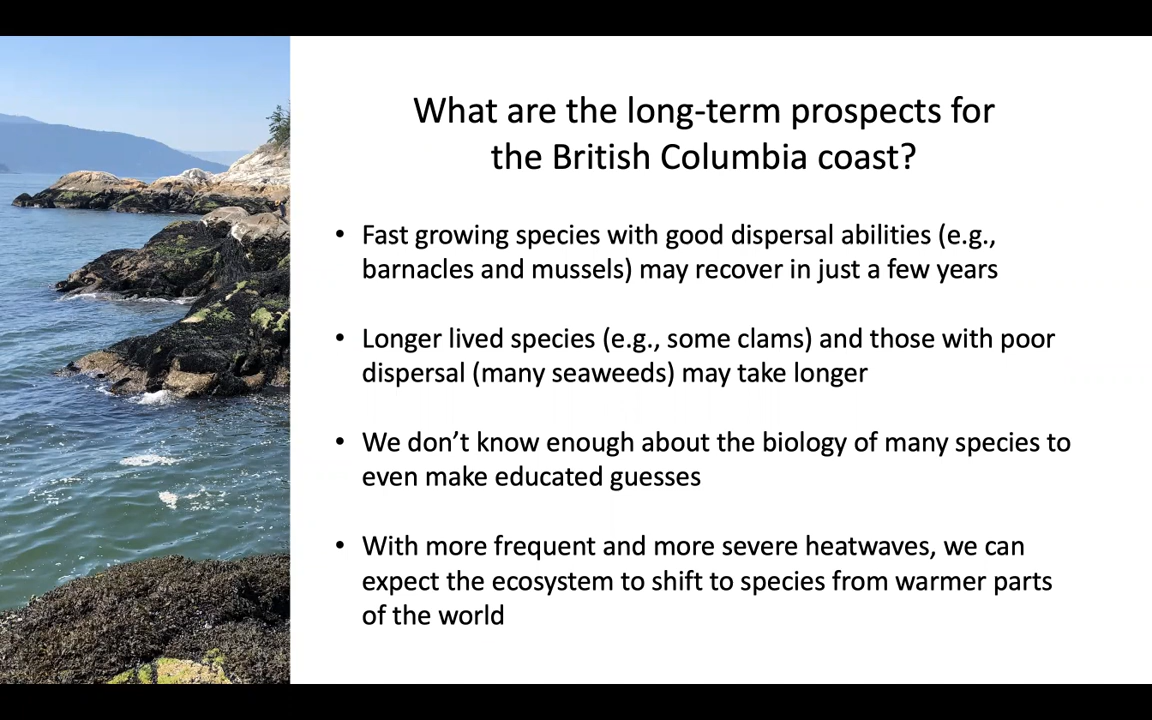 What are the long-term prospects for
the British Columbia coast?
• Fast growing species with good dispersal abilities (e.g.,
barnacles and mussels) may recover in just a few years
• Longer lived species (e.g., some clams) and those with poor
dispersal (many seaweeds) may take longer
• We don’t know enough about the biology of many species to
even make educated guesses
• With more frequent and more severe heatwaves, we can
expect the ecosystem to shift to species from warmer parts
of the world